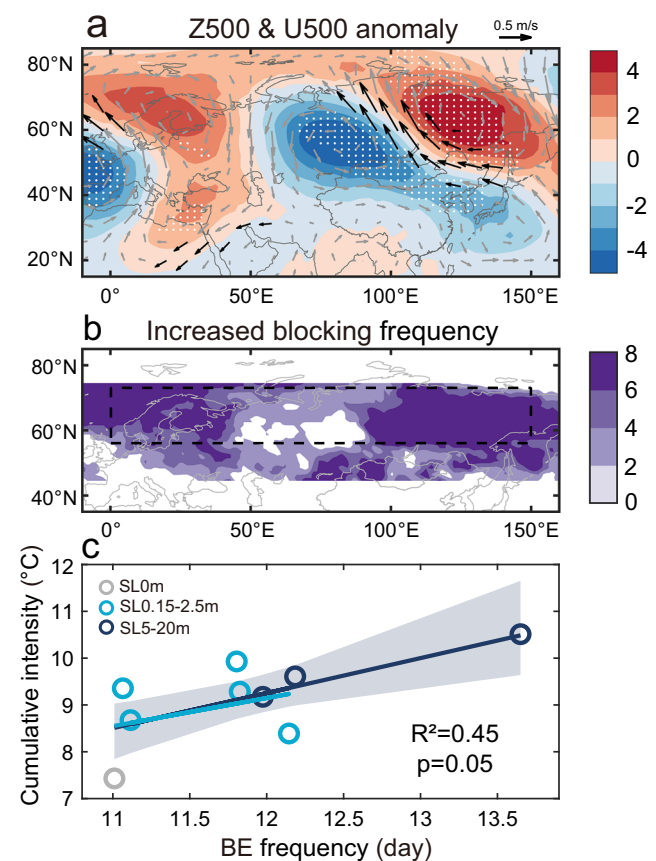 a Z500 & U500 anomaly
0.5 m/s
80°N
60°N
40°N
20°N
0° 50°E 100°E 150°E
4
2
0
-2
-4
b Increased blocking frequency
80°N
60°N
40°N
0° 50°E 100°E 150°E
8
6
4
2
0
c
Cumulative intensity (°C)
12
11
10
9
8
7
SL0m
SL0.15-2.5m
SL5-20m
R²=0.45
p=0.05
11 11.5 12 12.5 13 13.5
BE frequency (day)